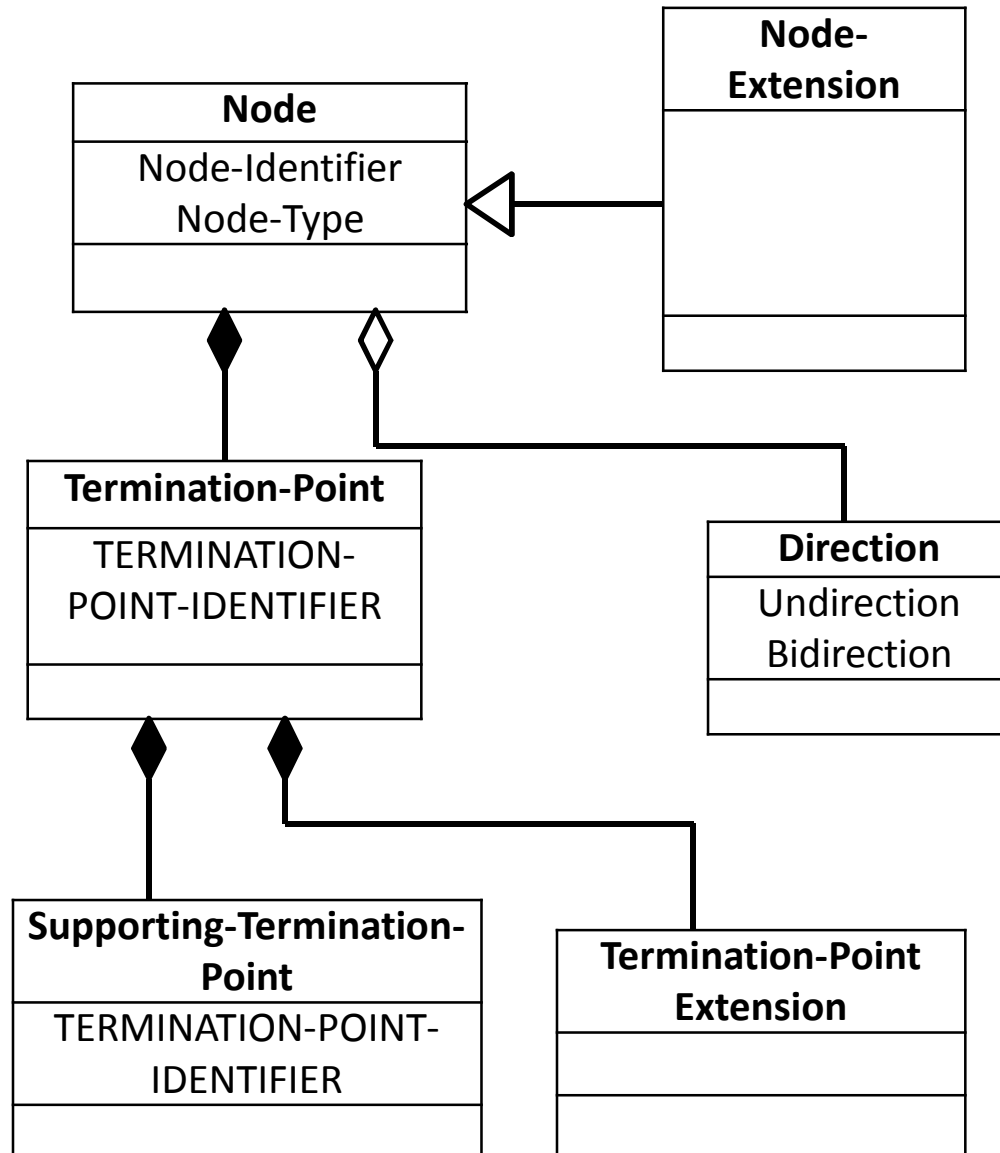 Node-
Extension
Node
Node-Identifier
Node-Type
Termination-Point
TERMINATION-
POINT-IDENTIFIER
Direction
Undirection
Bidirection
Supporting-Termination-
Point
TERMINATION-POINT-
IDENTIFIER
Termination-Point
Extension